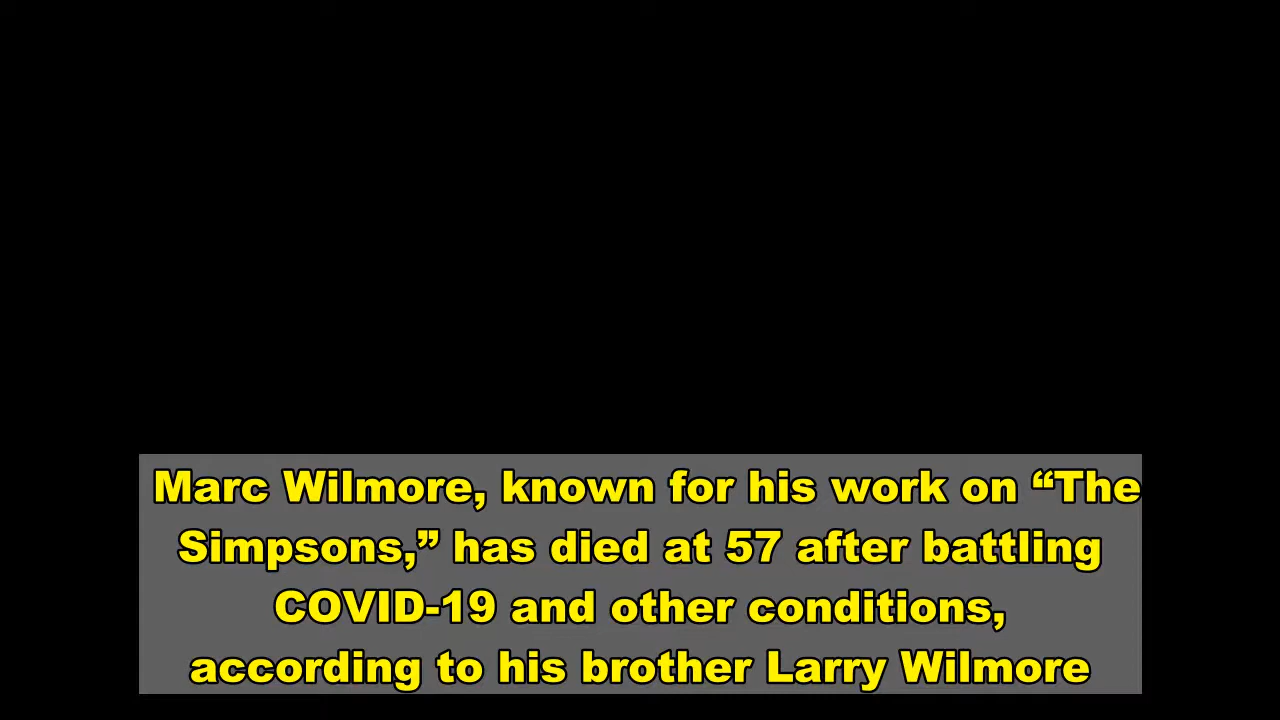 Marc Wilmore, known for his work on “The
Simpsons,” has died at 57 after battling
COVID-19 and other conditions,
according to his brother Larry Wilmore